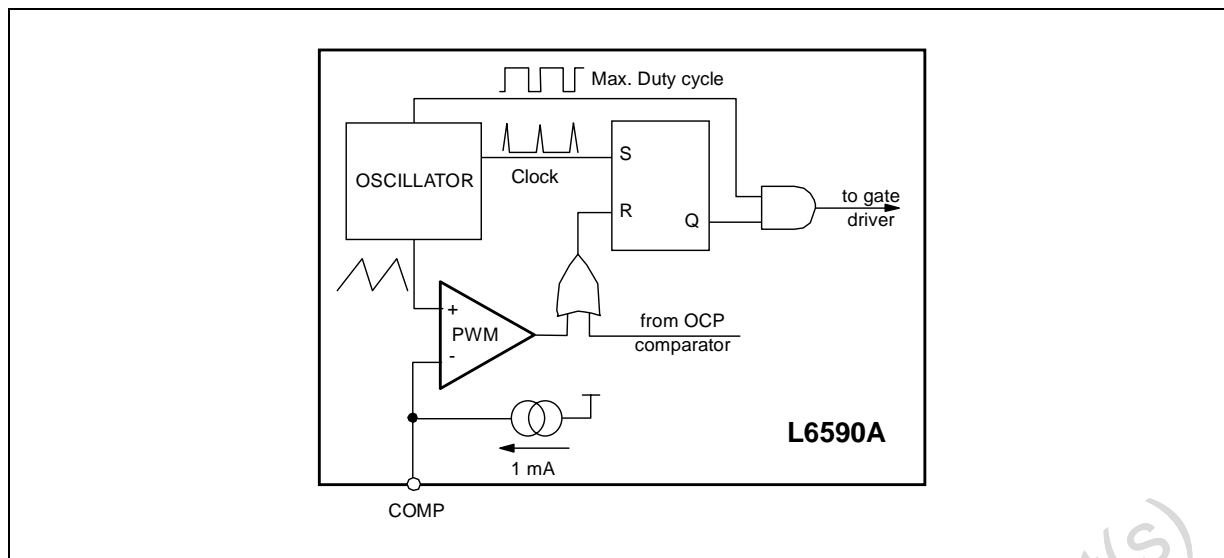 Max. Duty cycle
OSCILLATOR
Clock
S
R
Q
to gate
driver
+
PWM
-
from OCP
comparator
1 mA
L6590A
COMP